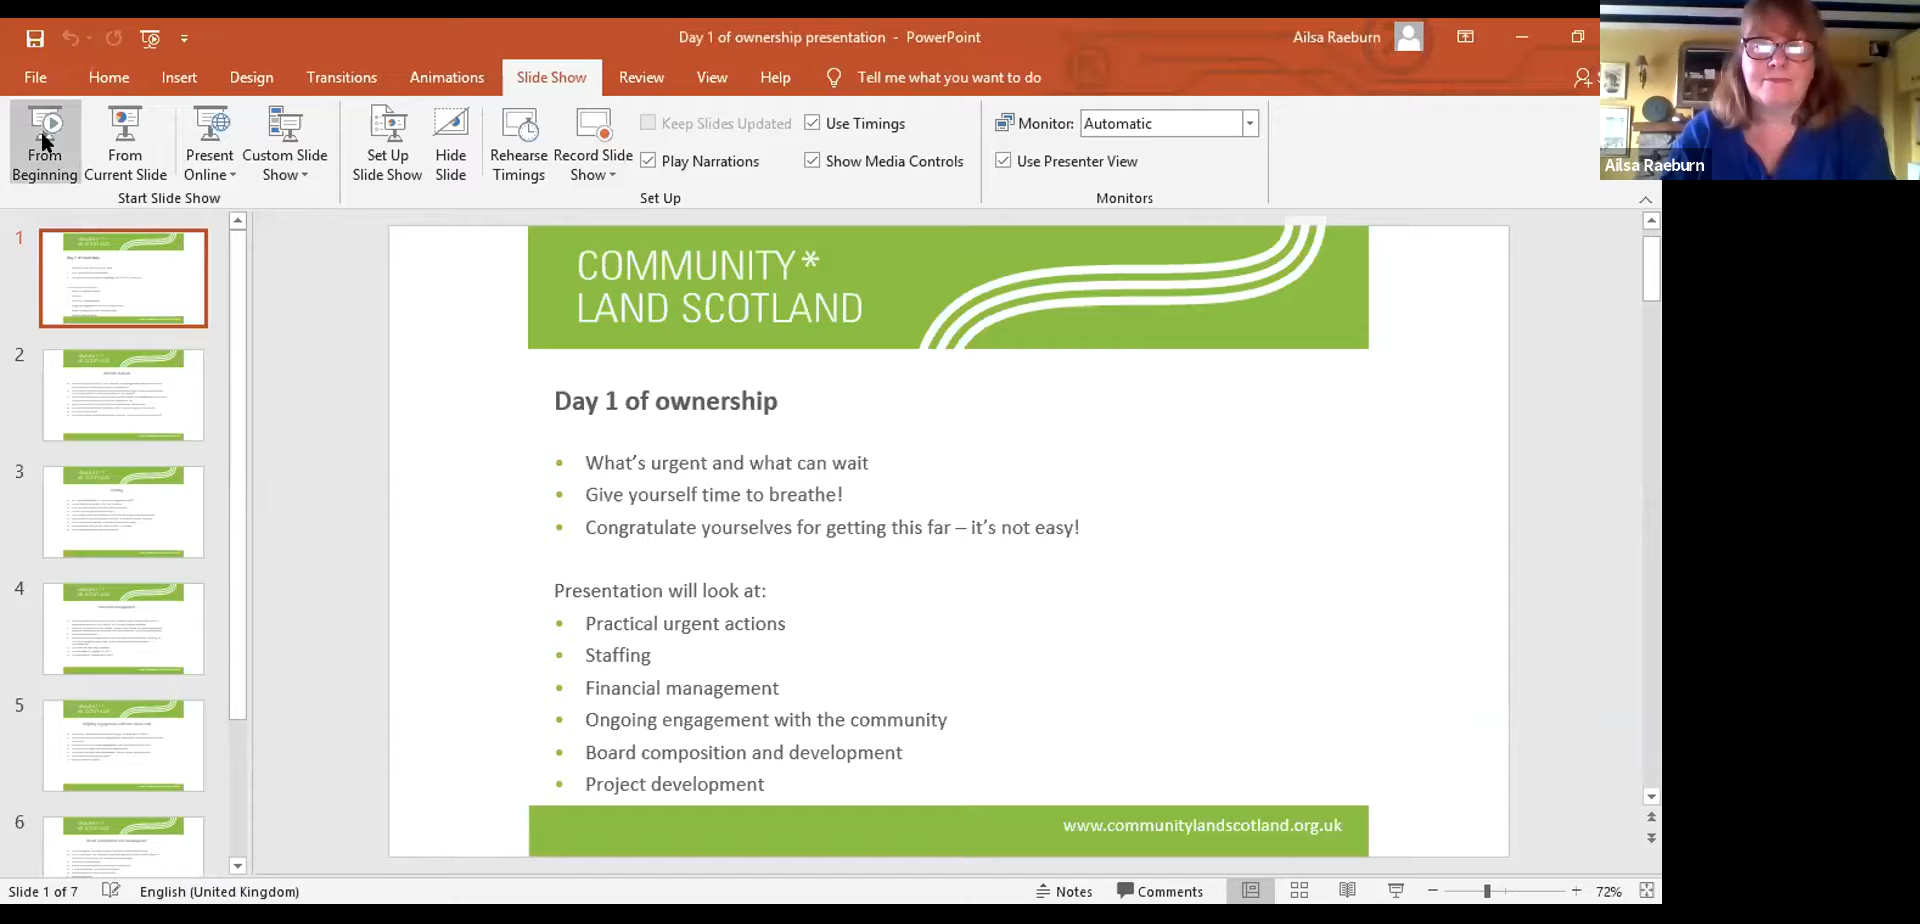 Day 1 of ownership presentation - PowerPoint
Ailsa Raeburn
File Home Insert Design Transitions Animations Slide Show Review View Help Tell me what you want to do
From Beginning
From Current Slide
Present Online
Custom Slide Show
Start Slide Show
Set Up Slide Show
Hide Slide
Rehearse Timings
Record Slide Show
Keep Slides Updated
Play Narrations
Use Timings
Show Media Controls
Set Up
Monitor: Automatic
Use Presenter View
Monitors
Ailsa Raeburn
1
2
3
4
5
6
COMMUNITY*
LAND SCOTLAND
Day 1 of ownership
• What's urgent and what can wait
• Give yourself time to breathe!
• Congratulate yourselves for getting this far – it's not easy!
Presentation will look at:
• Practical urgent actions
• Staffing
• Financial management
• Ongoing engagement with the community
• Board composition and development
• Project development
www.communitylandscotland.org.uk
Slide 1 of 7 English (United Kingdom) Notes Comments 72%